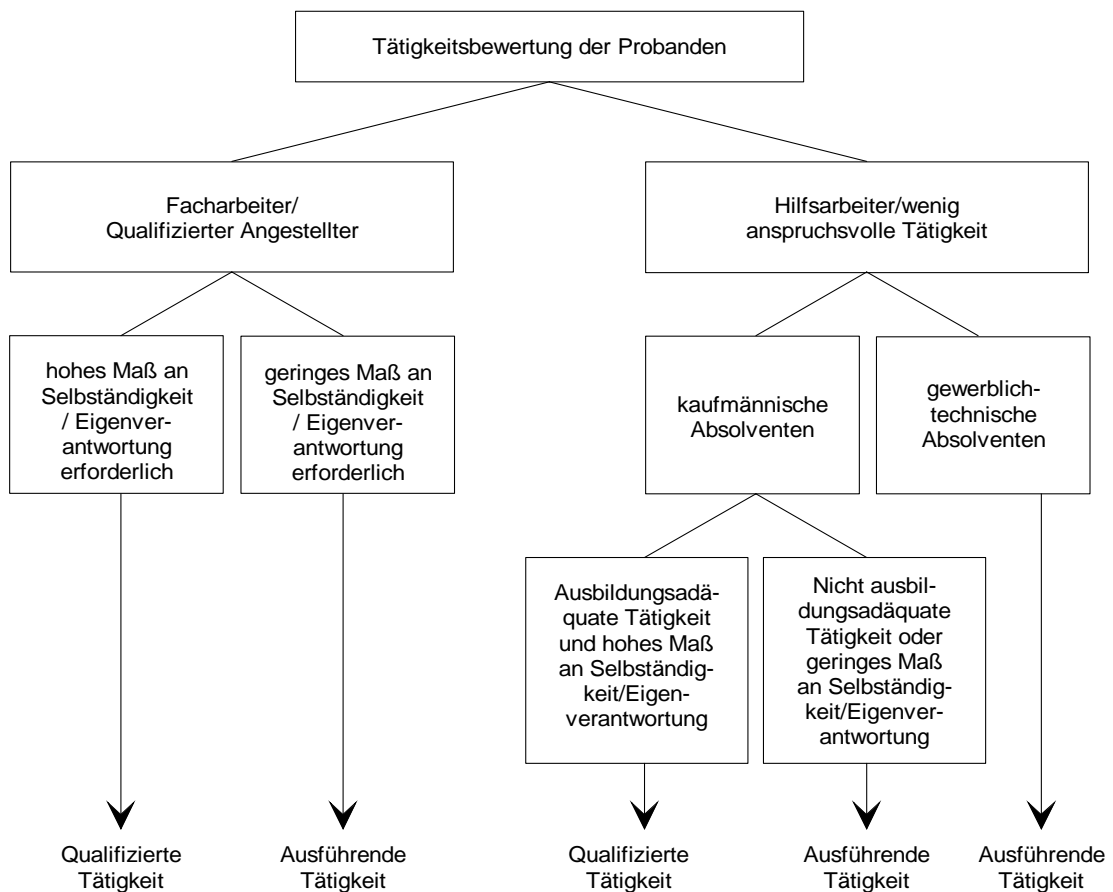 Tätigkeitsbewertung der Probanden
Facharbeiter/
Qualifizierter Angestellter
Hilfsarbeiter/wenig
anspruchsvolle Tätigkeit
hohes Maß an
Selbständigkeit
/ Eigenver-
antwortung
erforderlich
geringes Maß an
Selbständigkeit
/ Eigenver-
antwortung
erforderlich
kaufmännische
Absolventen
gewerblich-
technische
Absolventen
Ausbildungsadä-
quate Tätigkeit
und hohes Maß
an Selbständig-
keit/Eigen-
verantwortung
Nicht ausbil-
dungsadäquate
Tätigkeit oder
geringes Maß
an Selbständig-
keit/Eigenver-
antwortung
Qualifizierte
Tätigkeit
Ausführende
Tätigkeit
Qualifizierte
Tätigkeit
Ausführende
Tätigkeit
Ausführende
Tätigkeit